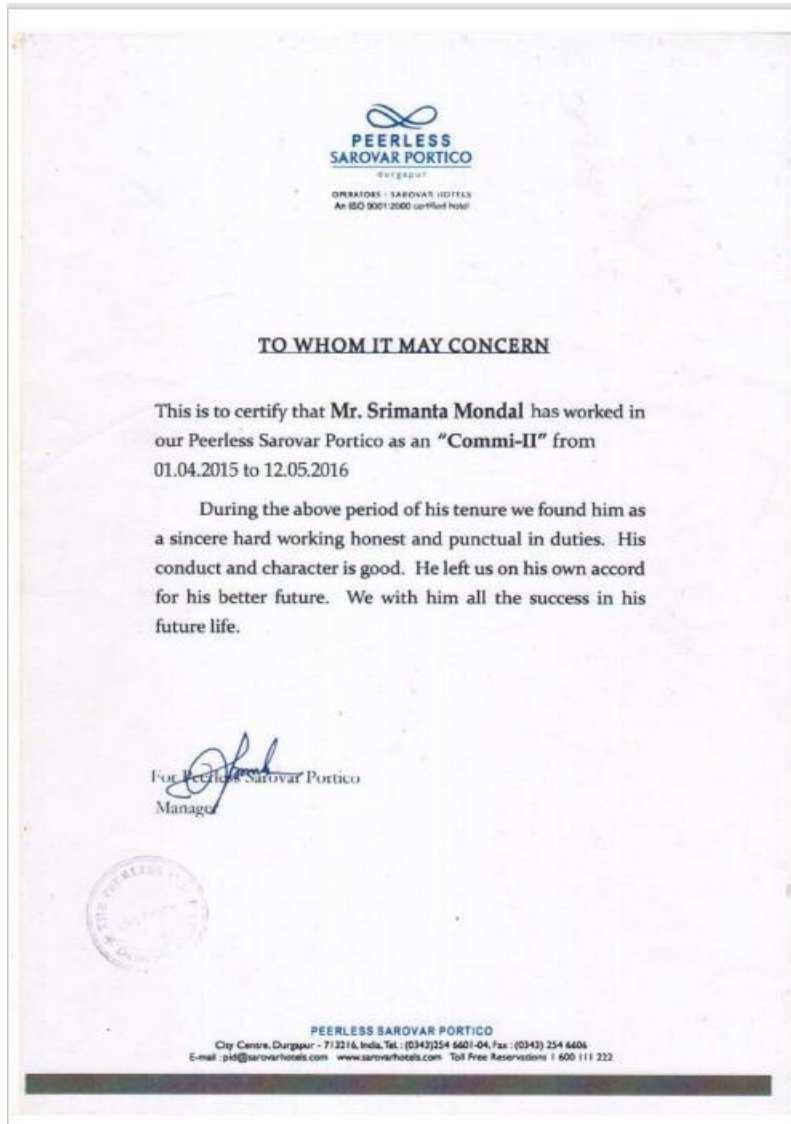 PEERLESS
SAROVAR PORTICO
durgapur
OPERATORS : SAROVAR HOTELS
An ISO 9001:2000 certified hotel
TO WHOM IT MAY CONCERN
This is to certify that Mr. Srimanta Mondal has worked in
our Peerless Sarovar Portico as an "Commi-II" from
01.04.2015 to 12.05.2016
During the above period of his tenure we found him as
a sincere hard working honest and punctual in duties. His
conduct and character is good. He left us on his own accord
for his better future. We with him all the success in his
future life.
For Peerless Sarovar Portico
Manager
THE PEERLESS
PEERLESS SAROVAR PORTICO
City Centre, Durgapur - 713216, India, Tel. : (0343)254 6601-04, Fax : (0343) 254 6606
E-mail : pid@sarovarhotels.com www.sarovarhotels.com Toll Free Reservations 1 600 111 222